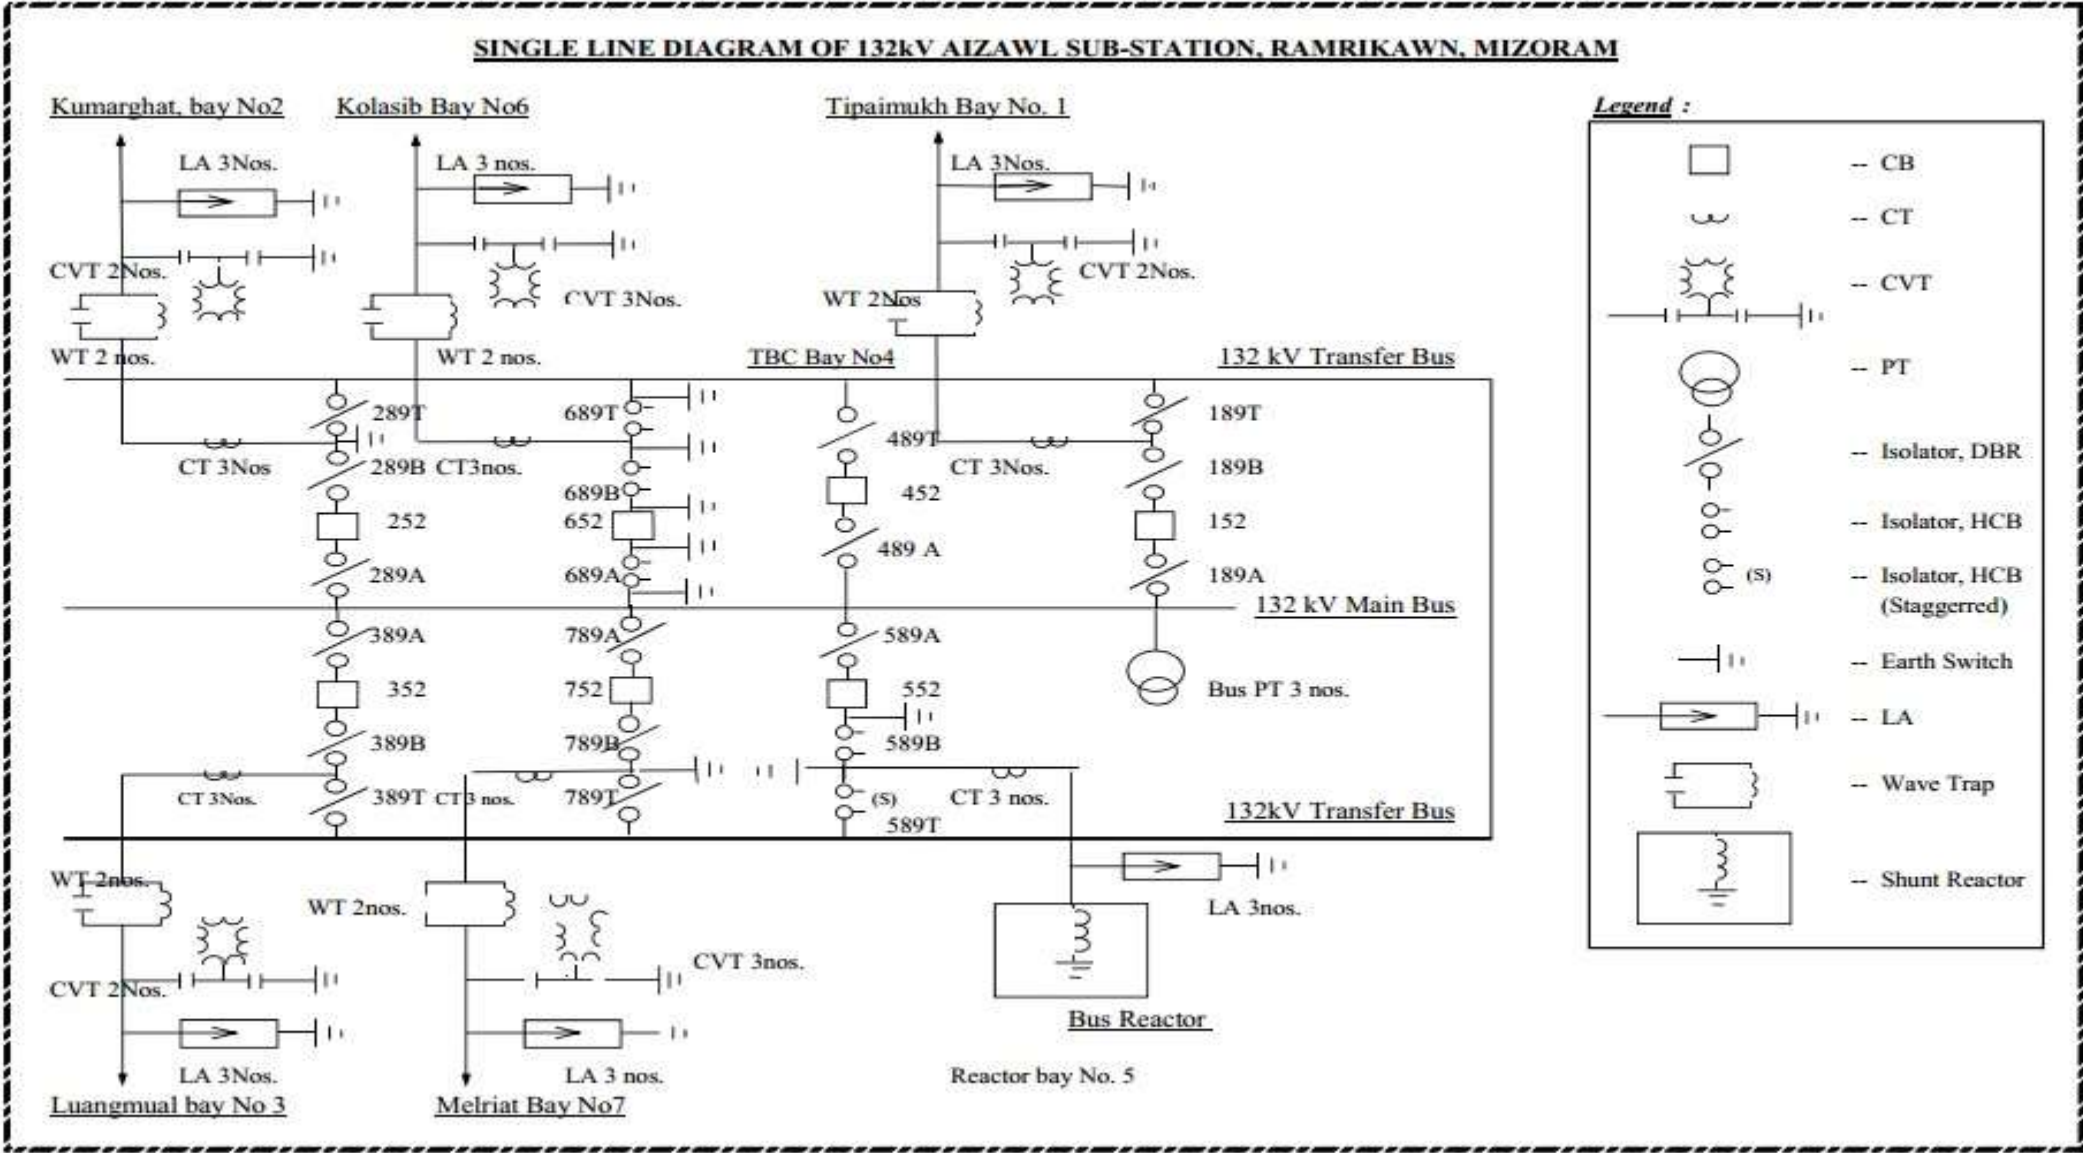 SINGLE LINE DIAGRAM OF 132kV AIZAWL SUB-STATION, RAMRIKAWN, MIZORAM
Kumarghat, bay No2
Kolasib Bay No6
Tipaimukh Bay No. 1
Legend :
LA 3Nos.
LA 3 nos.
LA 3Nos.
CVT 2Nos.
CVT 3Nos.
CVT 2Nos.
WT 2Nos
WT 2 nos.
WT 2 nos.
TBC Bay No4
132 kV Transfer Bus
289T
689T
489T
189T
CT 3Nos
289B
CT3nos.
689B
452
CT 3Nos.
189B
252
652
489 A
152
289A
689A
189A
132 kV Main Bus
389A
789A
589A
352
752
552
Bus PT 3 nos.
389B
789B
589B
CT 3Nos.
389T
CT 3 nos.
789T
(S)
589T
CT 3 nos.
132kV Transfer Bus
WT 2nos.
WT 2nos.
LA 3nos.
CVT 2Nos.
CVT 3nos.
Bus Reactor
LA 3Nos.
LA 3 nos.
Reactor bay No. 5
Luangmual bay No 3
Melriat Bay No7
-- CB
-- CT
-- CVT
-- PT
-- Isolator, DBR
-- Isolator, HCB
(S) -- Isolator, HCB
(Staggerred)
-- Earth Switch
-- LA
-- Wave Trap
-- Shunt Reactor